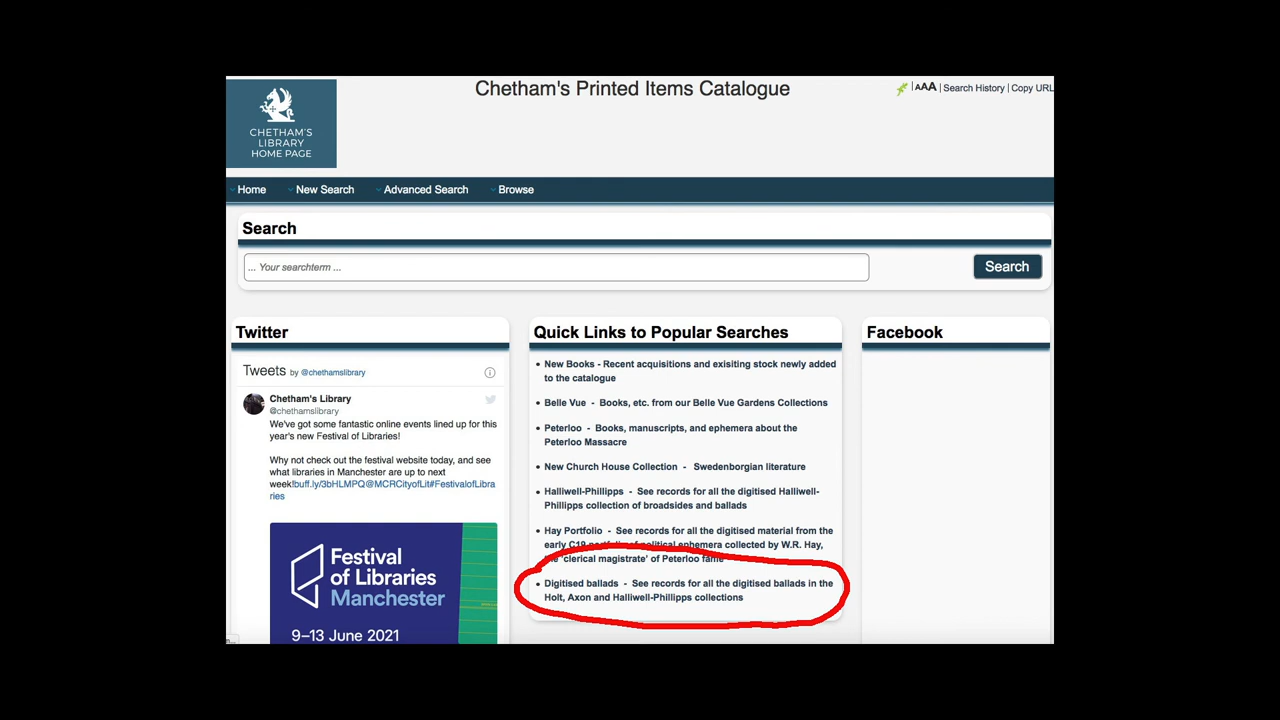 Chetham's Printed Items Catalogue
AAA | Search History | Copy URL
CHETHAM'S
LIBRARY
HOME PAGE
Home
New Search
Advanced Search
Browse
Search
... Your searchterm ...
Search
Twitter
Tweets by @chethamslibrary
Chetham's Library
@chethamslibrary
We've got some fantastic online events lined up for this
year's new Festival of Libraries!
Why not check out the festival website today, and see
what libraries in Manchester are up to next
week!buff.ly/3bHLMPQ@MCRCityofLit#FestivalofLibra
ries
Festival
of Libraries
Manchester
9–13 June 2021
Quick Links to Popular Searches
• New Books - Recent acquisitions and exisiting stock newly added
to the catalogue
• Belle Vue - Books, etc. from our Belle Vue Gardens Collections
• Peterloo - Books, manuscripts, and ephemera about the
Peterloo Massacre
• New Church House Collection - Swedenborgian literature
• Halliwell-Phillipps - See records for all the digitised Halliwell-
Phillipps collection of broadsides and ballads
• Hay Portfolio - See records for all the digitised material from the
early C19 portfolio of political ephemera collected by W.R. Hay,
the 'clerical magistrate' of Peterloo fame
• Digitised ballads - See records for all the digitised ballads in the
Holt, Axon and Halliwell-Phillipps collections
Facebook